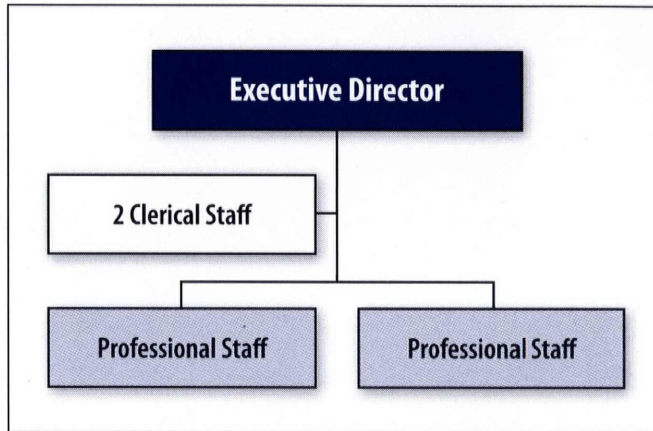 Executive Director
2 Clerical Staff
Professional Staff
Professional Staff